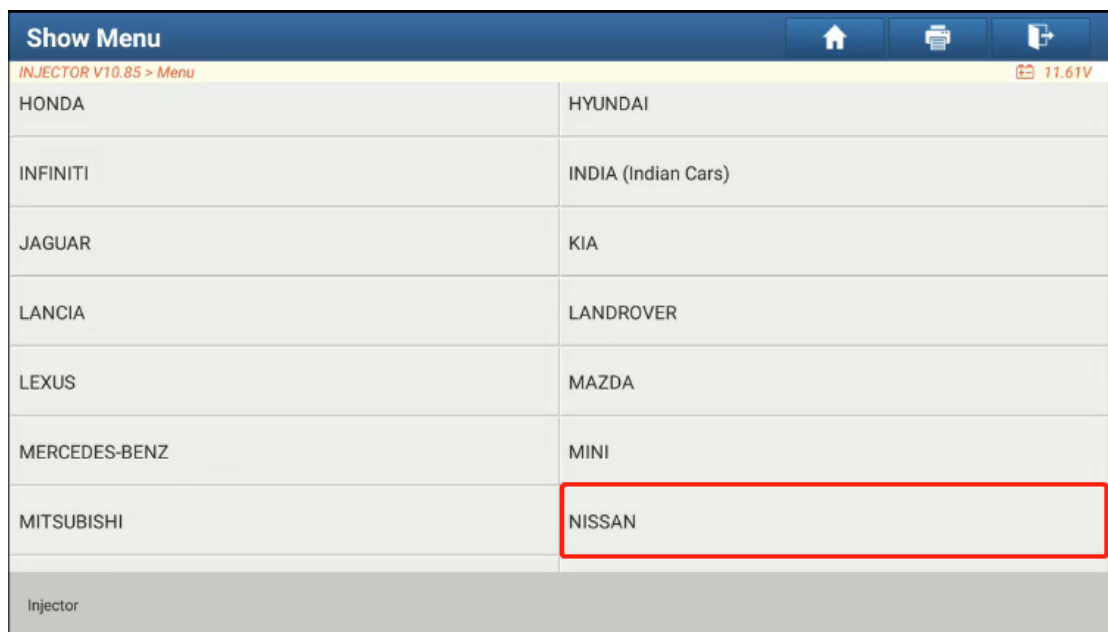 Show Menu
INJECTOR V10.85 > Menu
11.61V
HONDA
HYUNDAI
INFINITI
INDIA (Indian Cars)
JAGUAR
KIA
LANCIA
LANDROVER
LEXUS
MAZDA
MERCEDES-BENZ
MINI
MITSUBISHI
NISSAN
Injector